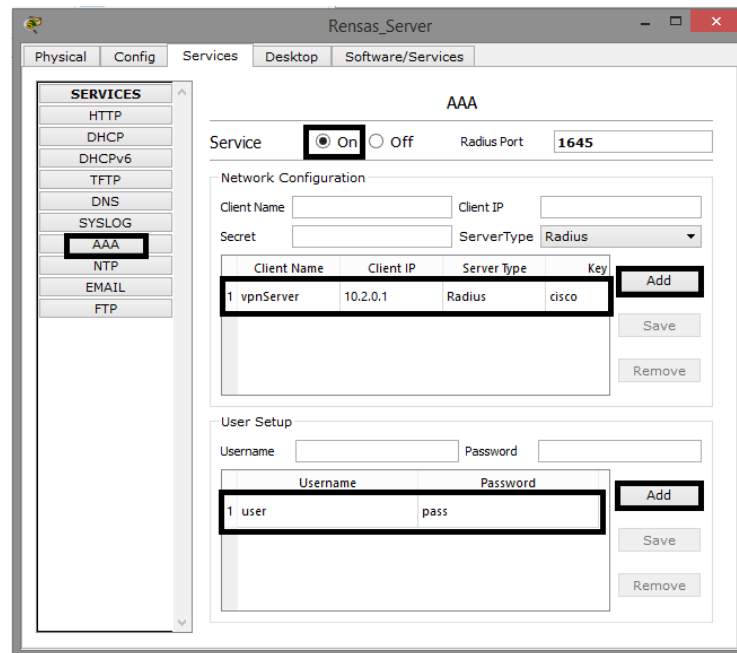 Rensas_Server
Physical Config Services Desktop Software/Services
SERVICES
HTTP
DHCP
DHCPv6
TFTP
DNS
SYSLOG
AAA
NTP
EMAIL
FTP
AAA
Service On Off Radius Port 1645
Network Configuration
Client Name Client IP
Secret ServerType Radius
Client Name Client IP Server Type Key
1 vpnServer 10.2.0.1 Radius cisco
Add
Save
Remove
User Setup
Username Password
Username Password
1 user pass
Add
Save
Remove